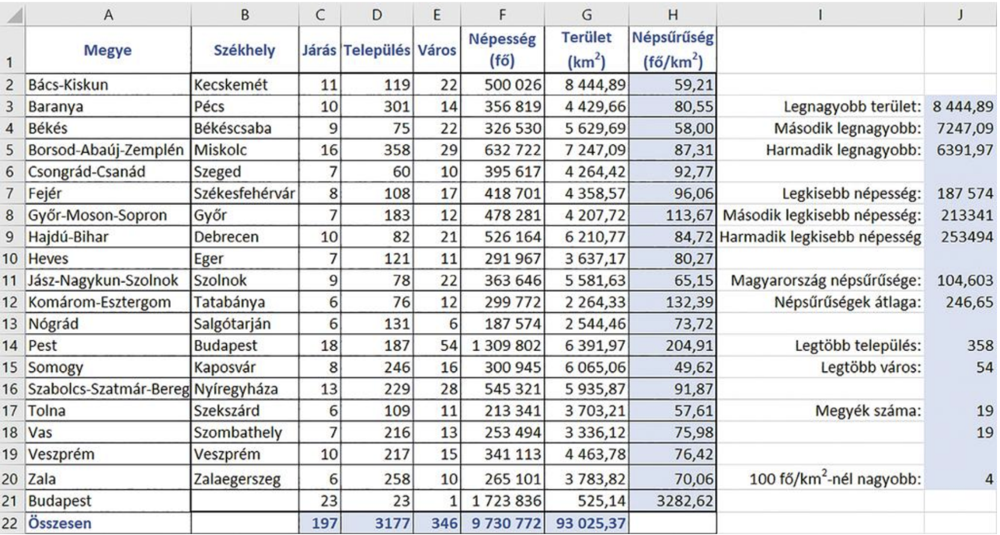 A B C D E F G H I J
1 Megye Székhely Járás Település Város Népesség (fő) Terület (km²) Népsűrűség (fő/km²)
2 Bács-Kiskun Kecskemét 11 119 22 500 026 8 444,89 59,21
3 Baranya Pécs 10 301 14 356 819 4 429,66 80,55 Legnagyobb terület: 8 444,89
4 Békés Békéscsaba 9 75 22 326 530 5 629,69 58,00 Második legnagyobb: 7247,09
5 Borsod-Abaúj-Zemplén Miskolc 16 358 29 632 722 7 247,09 87,31 Harmadik legnagyobb: 6391,97
6 Csongrád-Csanád Szeged 7 60 10 395 617 4 264,42 92,77
7 Fejér Székesfehérvár 8 108 17 418 701 4 358,57 96,06 Legkisebb népesség: 187 574
8 Győr-Moson-Sopron Győr 7 183 12 478 281 4 207,72 113,67 Második legkisebb népesség: 213341
9 Hajdú-Bihar Debrecen 10 82 21 526 164 6 210,77 84,72 Harmadik legkisebb népesség 253494
10 Heves Eger 7 121 11 291 967 3 637,17 80,27
11 Jász-Nagykun-Szolnok Szolnok 9 78 22 363 646 5 581,63 65,15 Magyarország népsűrűsége: 104,603
12 Komárom-Esztergom Tatabánya 6 76 12 299 772 2 264,33 132,39 Népsűrűségek átlaga: 246,65
13 Nógrád Salgótarján 6 131 6 187 574 2 544,46 73,72
14 Pest Budapest 18 187 54 1 309 802 6 391,97 204,91 Legtöbb település: 358
15 Somogy Kaposvár 8 246 16 300 945 6 065,06 49,62 Legtöbb város: 54
16 Szabolcs-Szatmár-Bereg Nyíregyháza 13 229 28 545 321 5 935,87 91,87
17 Tolna Szekszárd 6 109 11 213 341 3 703,21 57,61 Megyék száma: 19
18 Vas Szombathely 7 216 13 253 494 3 336,12 75,98 19
19 Veszprém Veszprém 10 217 15 341 113 4 463,78 76,42
20 Zala Zalaegerszeg 6 258 10 265 101 3 783,82 70,06 100 fő/km²-nél nagyobb: 4
21 Budapest 23 23 1 1 723 836 525,14 3282,62
22 Összesen 197 3177 346 9 730 772 93 025,37